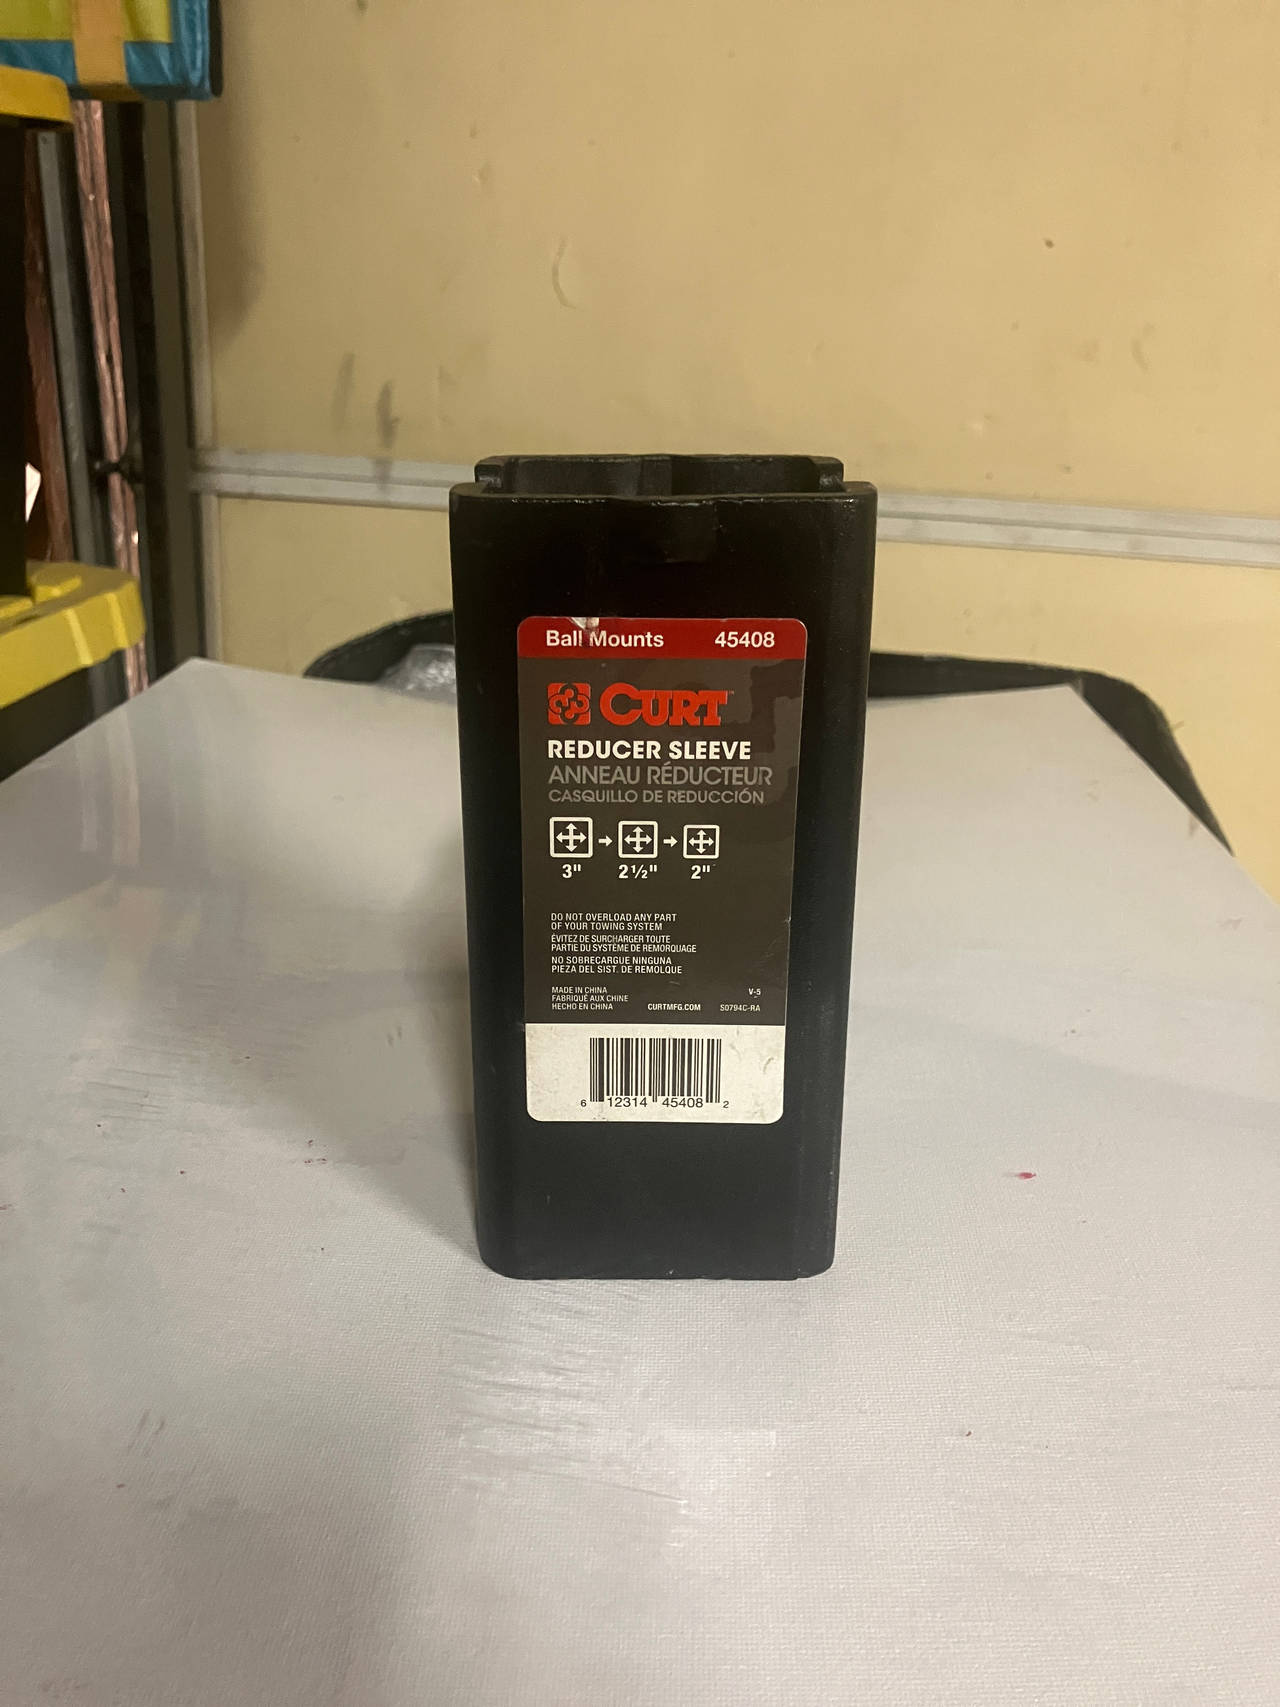 Ball Mounts 45408
CURT™
REDUCER SLEEVE
ANNEAU RÉDUCTEUR
CASQUILLO DE REDUCCIÓN
3" 2 1/2" 2"
DO NOT OVERLOAD ANY PART
OF YOUR TOWING SYSTEM
ÉVITEZ DE SURCHARGER TOUTE
PARTIE DU SYSTÈME DE REMORQUAGE
NO SOBRECARGUE NINGUNA
PIEZA DEL SIST. DE REMOLQUE
MADE IN CHINA V-5
FABRIQUÉ AUX CHINE
HECHO EN CHINA CURTMFG.COM S0794C-RA
6 12314 45408 2